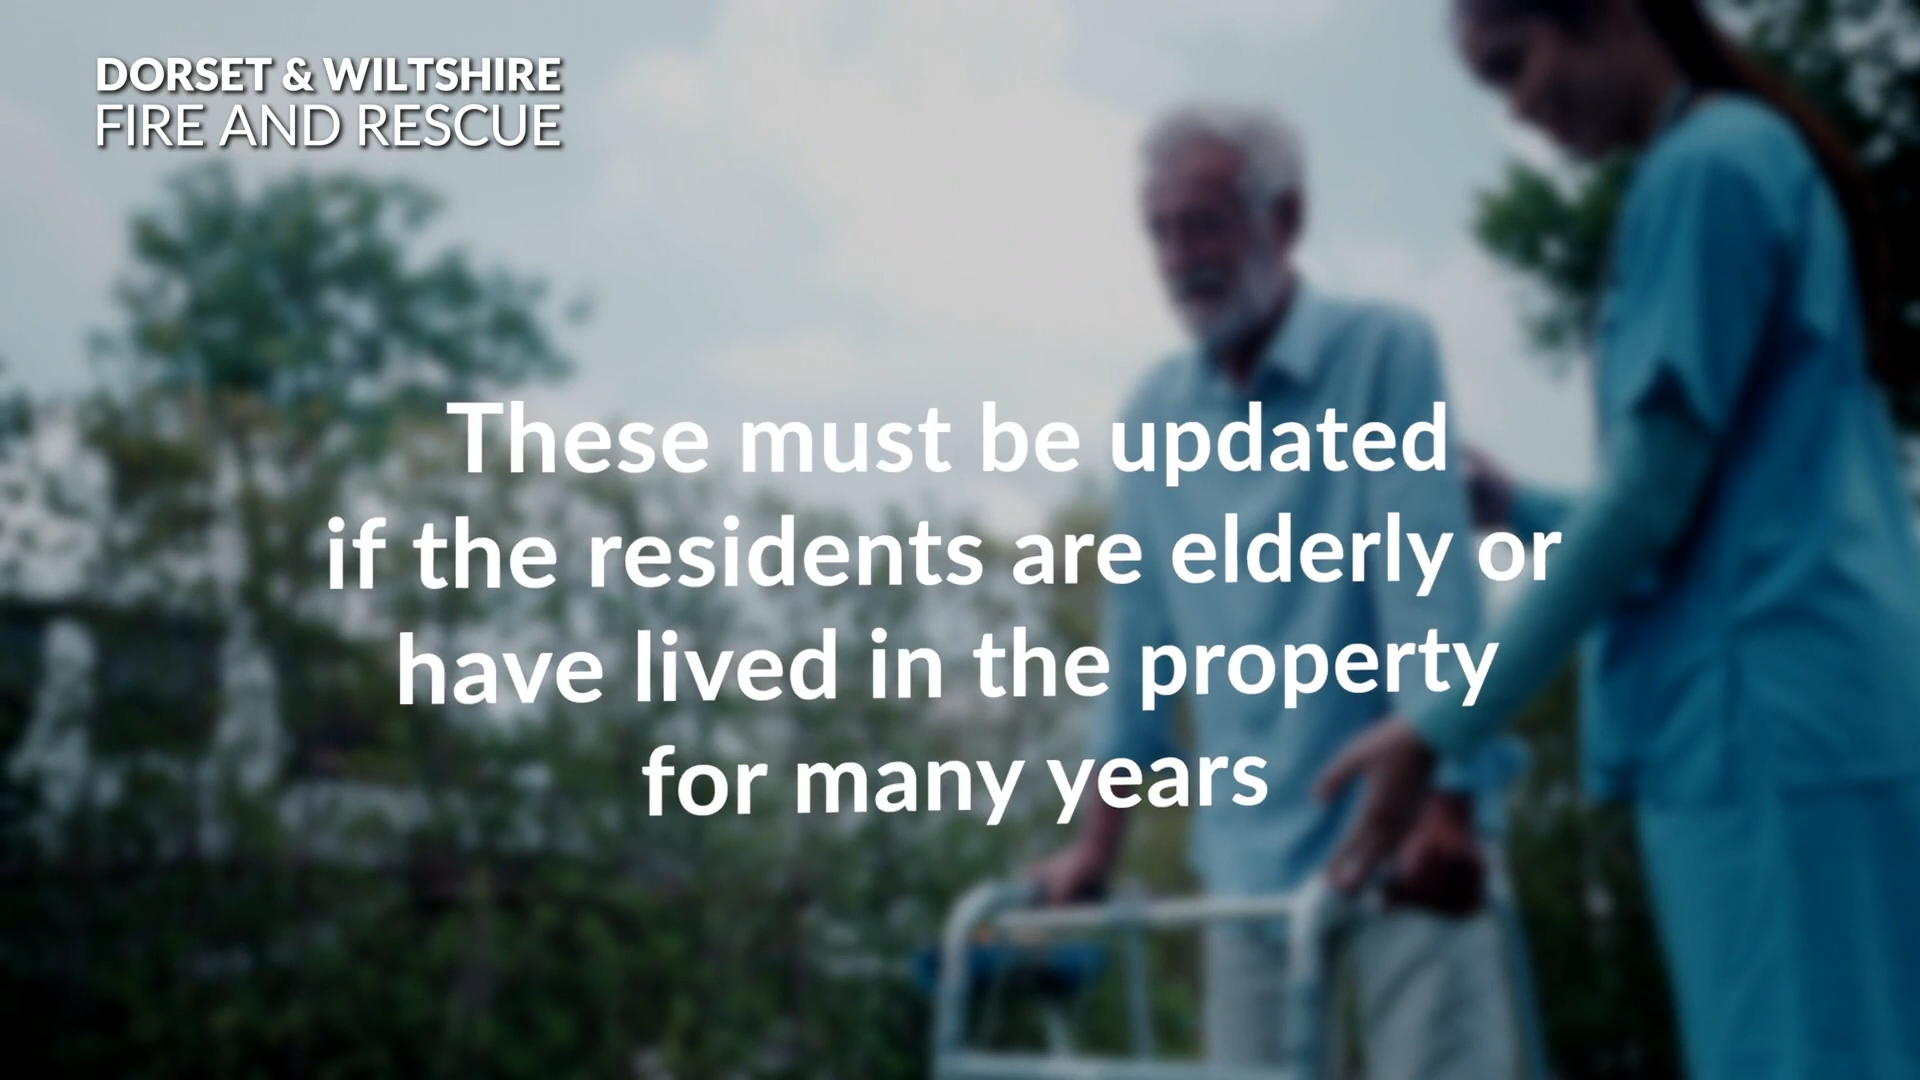 DORSET & WILTSHIRE
FIRE AND RESCUE
These must be updated
if the residents are elderly or
have lived in the property
for many years